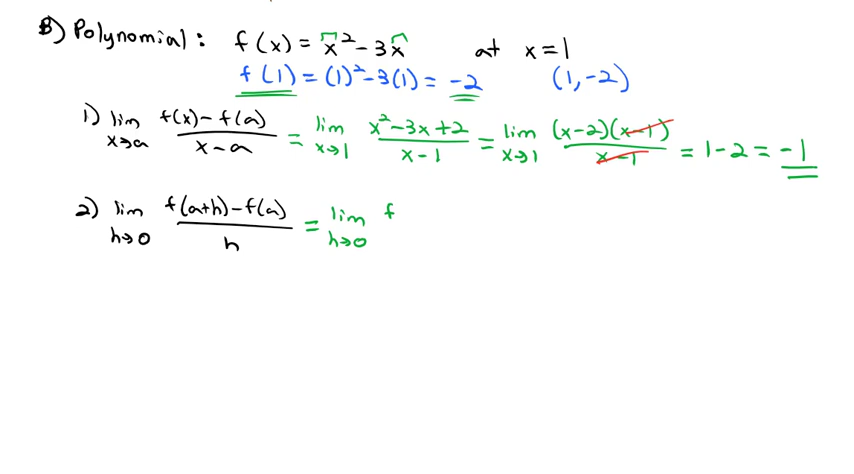 B) Polynomial: f(x) = x² - 3x at x = 1
f(1) = (1)² - 3(1) = -2 (1, -2)
1) lim x→a (f(x) - f(a))/(x - a) = lim x→1 (x² - 3x + 2)/(x - 1) = lim x→1 ((x-2)(x-1))/(x-1) = 1 - 2 = -1
2) lim h→0 (f(a+h) - f(a))/h = lim h→0 f